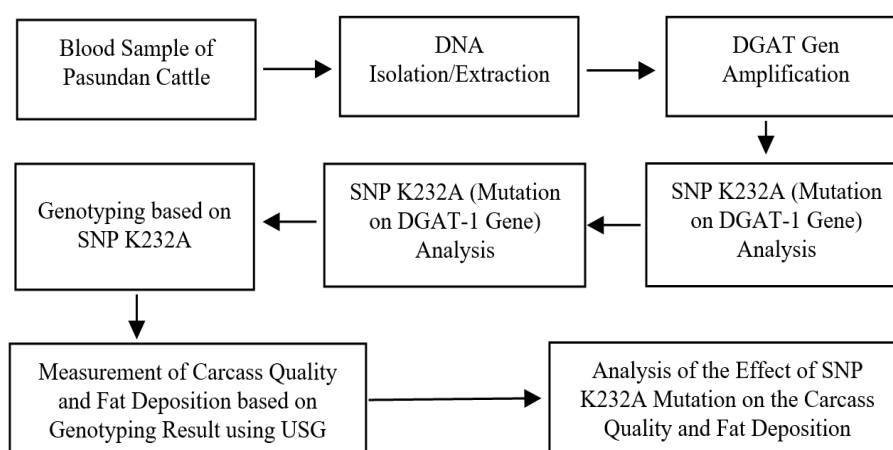 Blood Sample of
Pasundan Cattle
DNA
Isolation/Extraction
DGAT Gen
Amplification
SNP K232A (Mutation
on DGAT-1 Gene)
Analysis
SNP K232A (Mutation
on DGAT-1 Gene)
Analysis
Genotyping based on
SNP K232A
Measurement of Carcass Quality
and Fat Deposition based on
Genotyping Result using USG
Analysis of the Effect of SNP
K232A Mutation on the Carcass
Quality and Fat Deposition